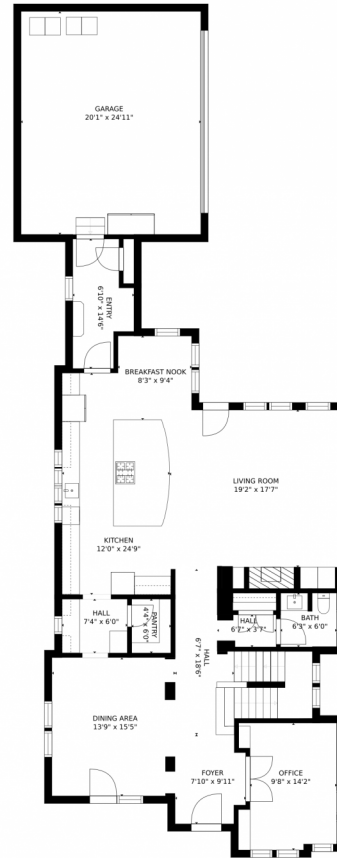 GARAGE
20'1" x 24'11"
ENTRY
6'10" x 14'6"
BREAKFAST NOOK
8'3" x 9'4"
LIVING ROOM
19'2" x 17'7"
KITCHEN
12'0" x 24'9"
HALL
7'4" x 6'0"
PANTRY
4'4" x 6'0"
HALL
6'7" x 18'6"
HALL
6'7" x 3'7"
BATH
6'3" x 6'0"
DINING AREA
13'9" x 15'5"
FOYER
7'10" x 9'11"
OFFICE
9'8" x 14'2"